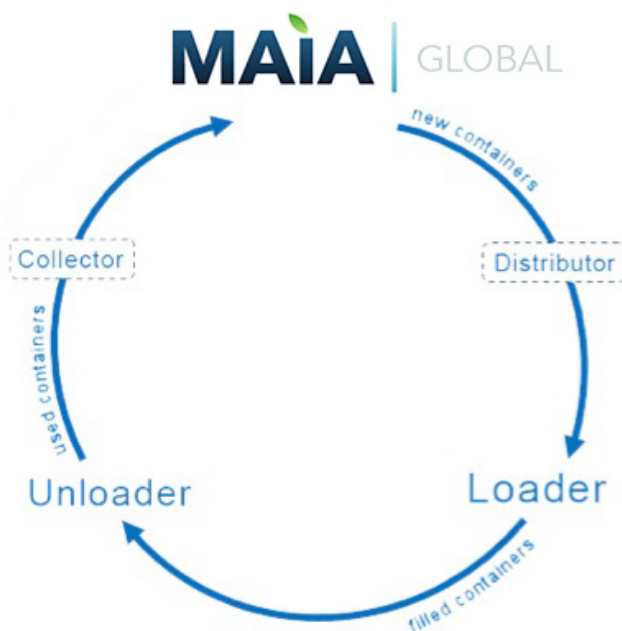 MAiA | GLOBAL
new containers
Collector
Distributor
used containers
Unloader
Loader
filled containers